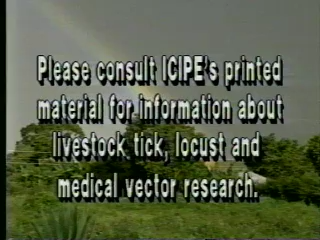 Please consult ICIPE's printed
material for information about
livestock tick, locust and
medical vector research.